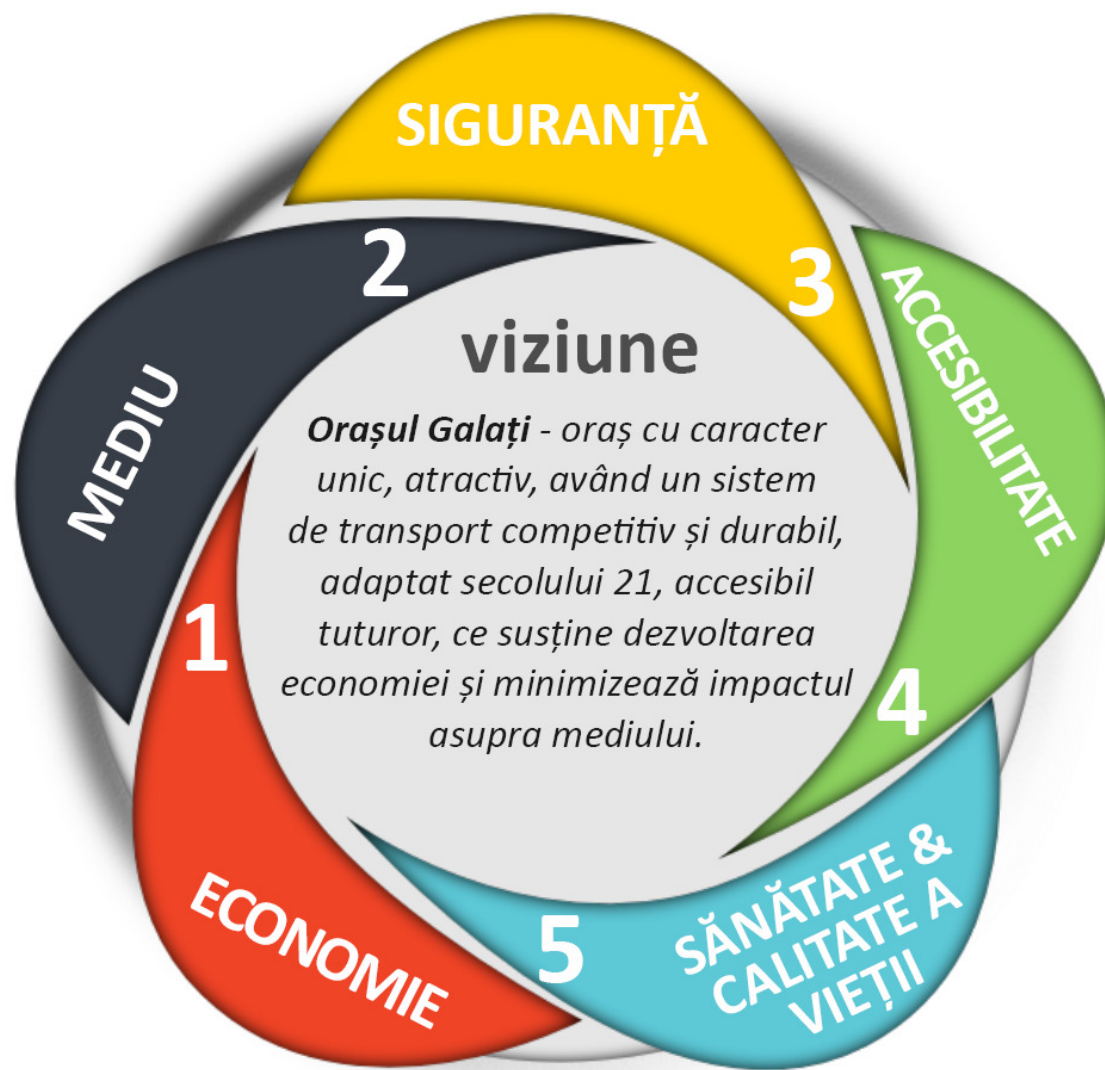 SIGURANȚĂ
2
3
ACCESIBILITATE
MEDIU
viziune
Orașul Galați - oraș cu caracter
unic, atractiv, având un sistem
de transport competitiv și durabil,
adaptat secolului 21, accesibil
tuturor, ce susține dezvoltarea
economiei și minimizează impactul
asupra mediului.
1
4
ECONOMIE
5
SĂNĂTATE &
CALITATE A
VIEȚII